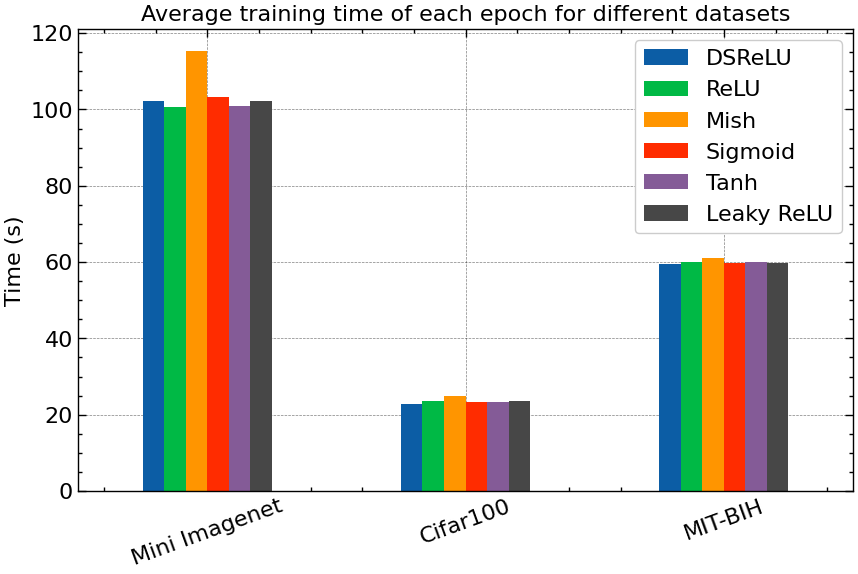 Average training time of each epoch for different datasets
120
100
80
60
40
20
0
Time (s)
DSReLU
ReLU
Mish
Sigmoid
Tanh
Leaky ReLU
Mini Imagenet
Cifar100
MIT-BIH